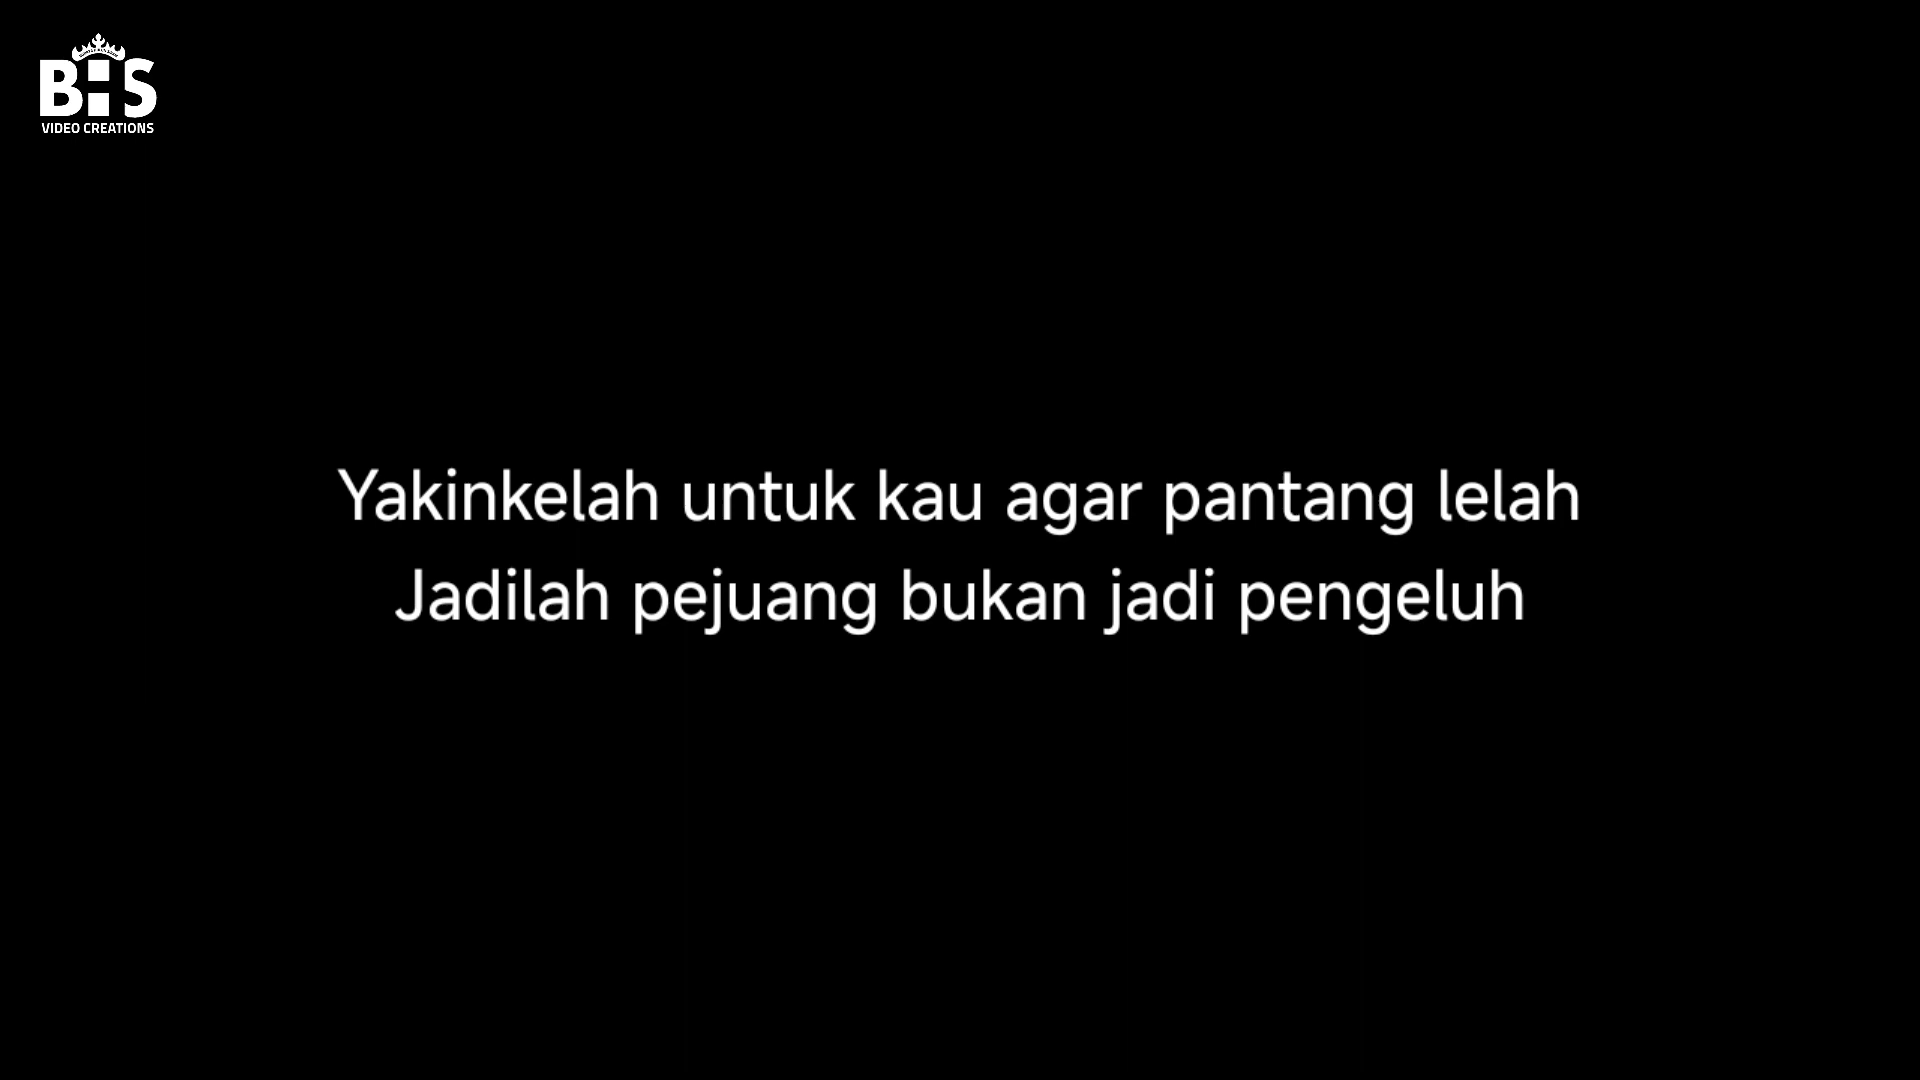 BHS
VIDEO CREATIONS
Yakinkelah untuk kau agar pantang lelah
Jadilah pejuang bukan jadi pengeluh